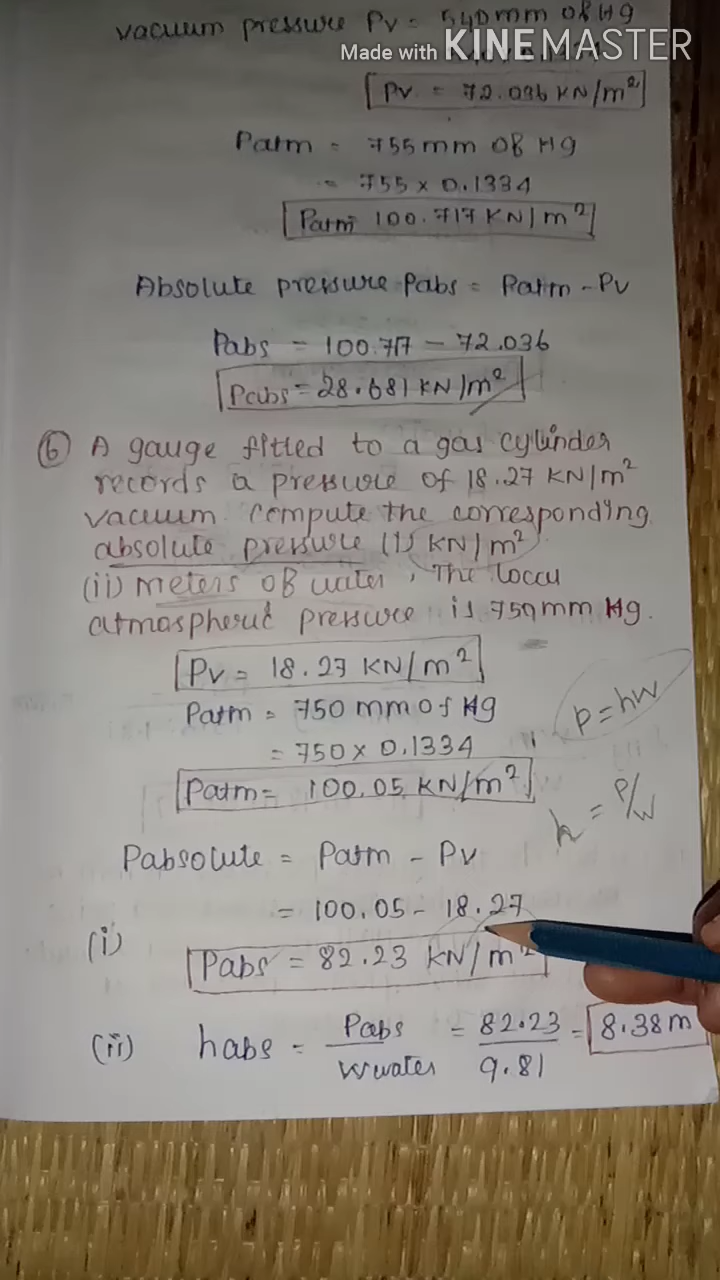 vacuum pressure Pv = 540mm of Hg
Made with KINEMASTER
Pv = 72.036 KN/m²
Patm = 755mm of Hg
= 755 x 0.1334
Patm= 100.717 KN/m²
Absolute pressure Pabs = Patm - Pv
Pabs = 100.717 - 72.036
Pabs = 28.681 KN/m²
⑥ A gauge fitted to a gas cylinder
records a pressure of 18.27 KN/m²
vacuum. compute the corresponding
absolute pressure (i) KN/m²
(ii) meters of water, The local
atmospheric pressure is 750mm Hg.
Pv = 18.27 KN/m²
Patm = 750 mm of Hg
= 750 x 0.1334
Patm= 100.05 KN/m²
P = hw
h = P/w
Pabsolute = Patm - Pv
= 100.05 - 18.27
(i)
Pabs = 82.23 KN/m²
(ii) habs = Pabs / Wwater = 82.23 / 9.81 = 8.38m